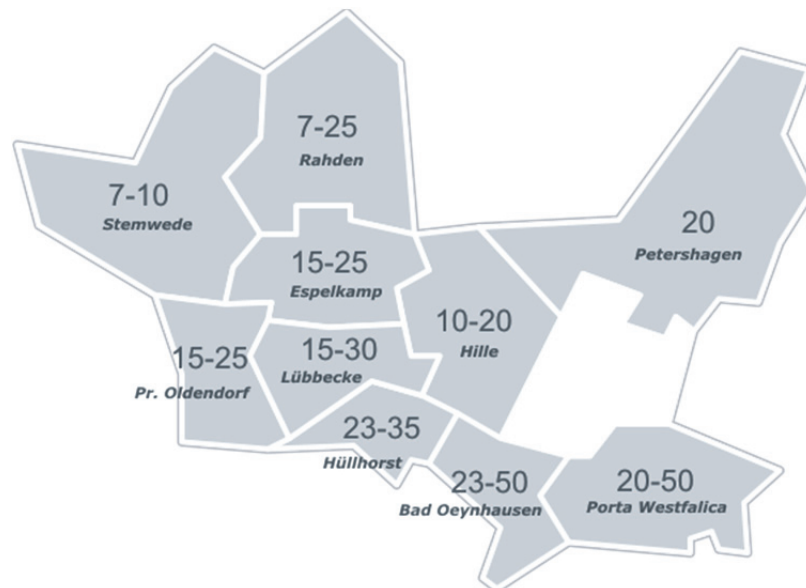 7-25
Rahden
7-10
Stemwede
20
Petershagen
15-25
Espelkamp
10-20
Hille
15-25
Pr. Oldendorf
15-30
Lübbecke
23-35
Hüllhorst
23-50
Bad Oeynhausen
20-50
Porta Westfalica